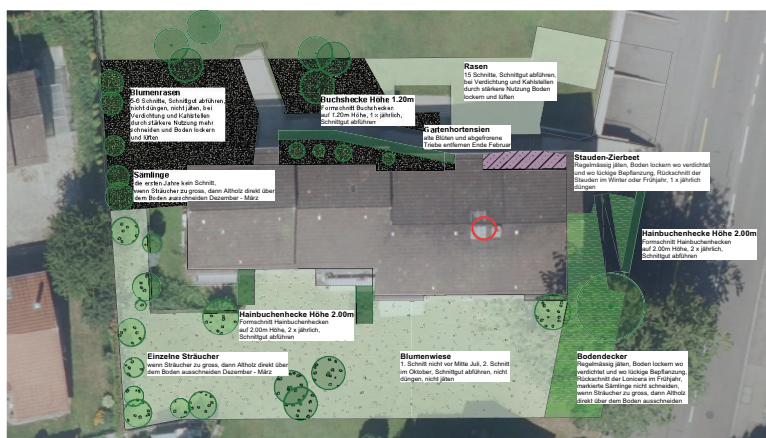 Rasen
15 Schnitte, Schnittgut abführen,
bei Verdichtung und Kahlstellen
durch stärkere Nutzung Boden
lockern und lüften
Blumenrasen
5-6 Schnitte, Schnittgut abführen,
nicht düngen, nicht jäten, bei
Verdichtung und Kahlstellen
durch stärkere Nutzung mehr
schneiden und Boden lockern
und lüften
Buchshecke Höhe 1.20m
Formschnitt Buchshecken
auf 1.20m Höhe, 1 x jährlich,
Schnittgut abführen
Gartenhortensien
alte Blüten und abgefrorene
Triebe entfernen Ende Februar
Stauden-Zierbeet
Regelmässig jäten, Boden lockern wo verdichtet
und wo lückige Bepflanzung, Rückschnitt der
Stauden im Winter oder Frühjahr, 1 x jährlich
düngen
Sämlinge
die ersten Jahre kein Schnitt,
wenn Sträucher zu gross, dann Altholz direkt über
dem Boden ausschneiden Dezember - März
Hainbuchenhecke Höhe 2.00m
Formschnitt Hainbuchenhecken
auf 2.00m Höhe, 2 x jährlich,
Schnittgut abführen
Hainbuchenhecke Höhe 2.00m
Formschnitt Hainbuchenhecken
auf 2.00m Höhe, 2 x jährlich,
Schnittgut abführen
Einzelne Sträucher
wenn Sträucher zu gross, dann Altholz direkt über
dem Boden ausschneiden Dezember - März
Blumenwiese
1. Schnitt nicht vor Mitte Juli, 2. Schnitt
im Oktober, Schnittgut abführen, nicht
düngen, nicht jäten
Bodendecker
Regelmässig jäten, Boden lockern wo
verdichtet und wo lückige Bepflanzung,
Rückschnitt der Lonicera im Frühjahr,
markierte Sämlinge nicht schneiden,
wenn Sträucher zu gross, dann Altholz
direkt über dem Boden ausschneiden